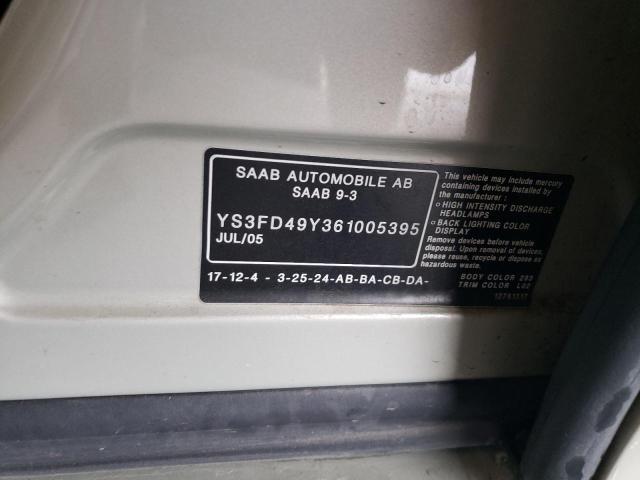 SAAB AUTOMOBILE AB
SAAB 9-3
YS3FD49Y361005395
JUL/05
17-12-4 - 3-25-24-AB-BA-CB-DA-
This vehicle may include mercury
containing devices installed by
the manufacturer:
○ HIGH INTENSITY DISCHARGE
HEADLAMPS
○ BACK LIGHTING COLOR
DISPLAY
Remove devices before vehicle
disposal. Upon removal of devices
please reuse, recycle or dispose as
hazardous waste.
BODY COLOR 293
TRIM COLOR L02